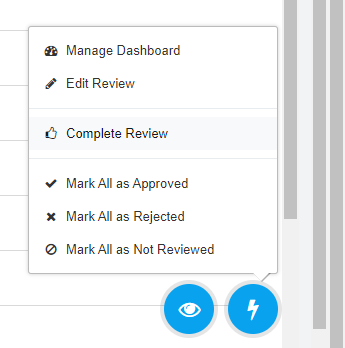 Manage Dashboard
Edit Review
Complete Review
Mark All as Approved
Mark All as Rejected
Mark All as Not Reviewed